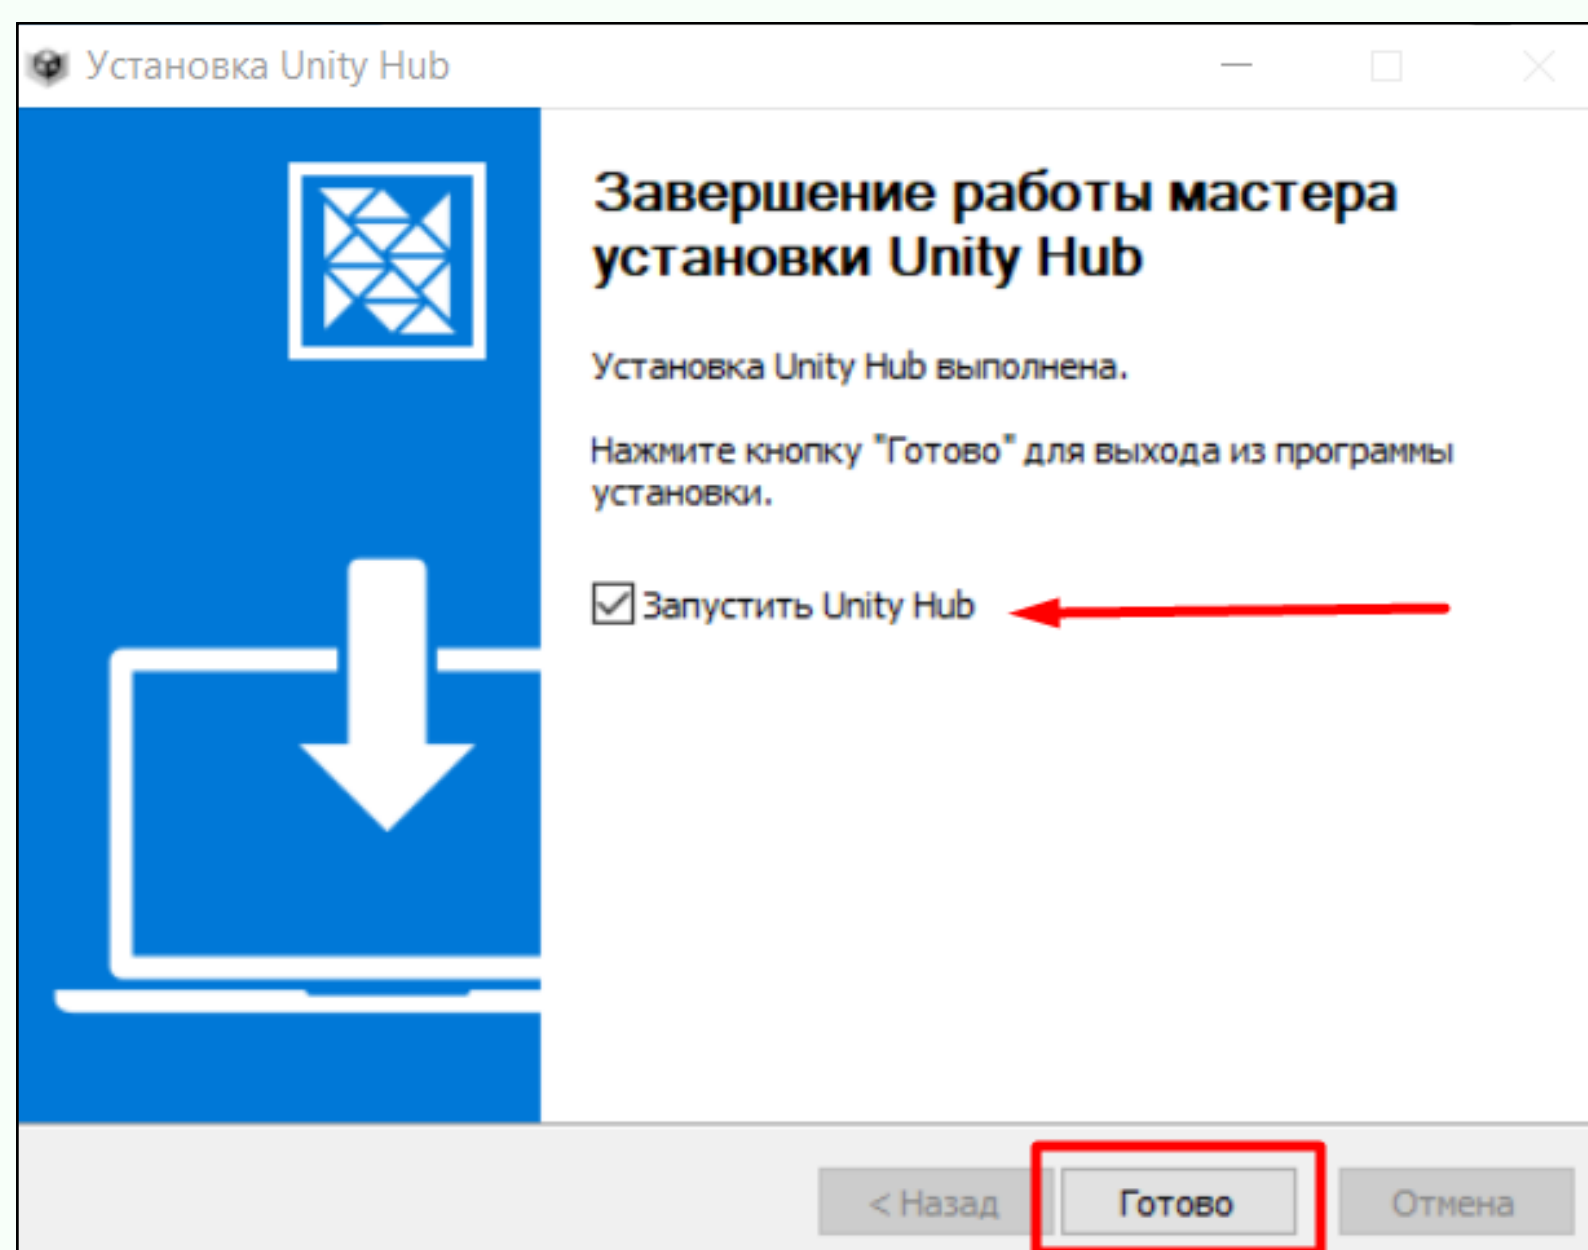 Установка Unity Hub
Завершение работы мастера
установки Unity Hub
Установка Unity Hub выполнена.
Нажмите кнопку "Готово" для выхода из программы
установки.
Запустить Unity Hub
< Назад
Готово
Отмена